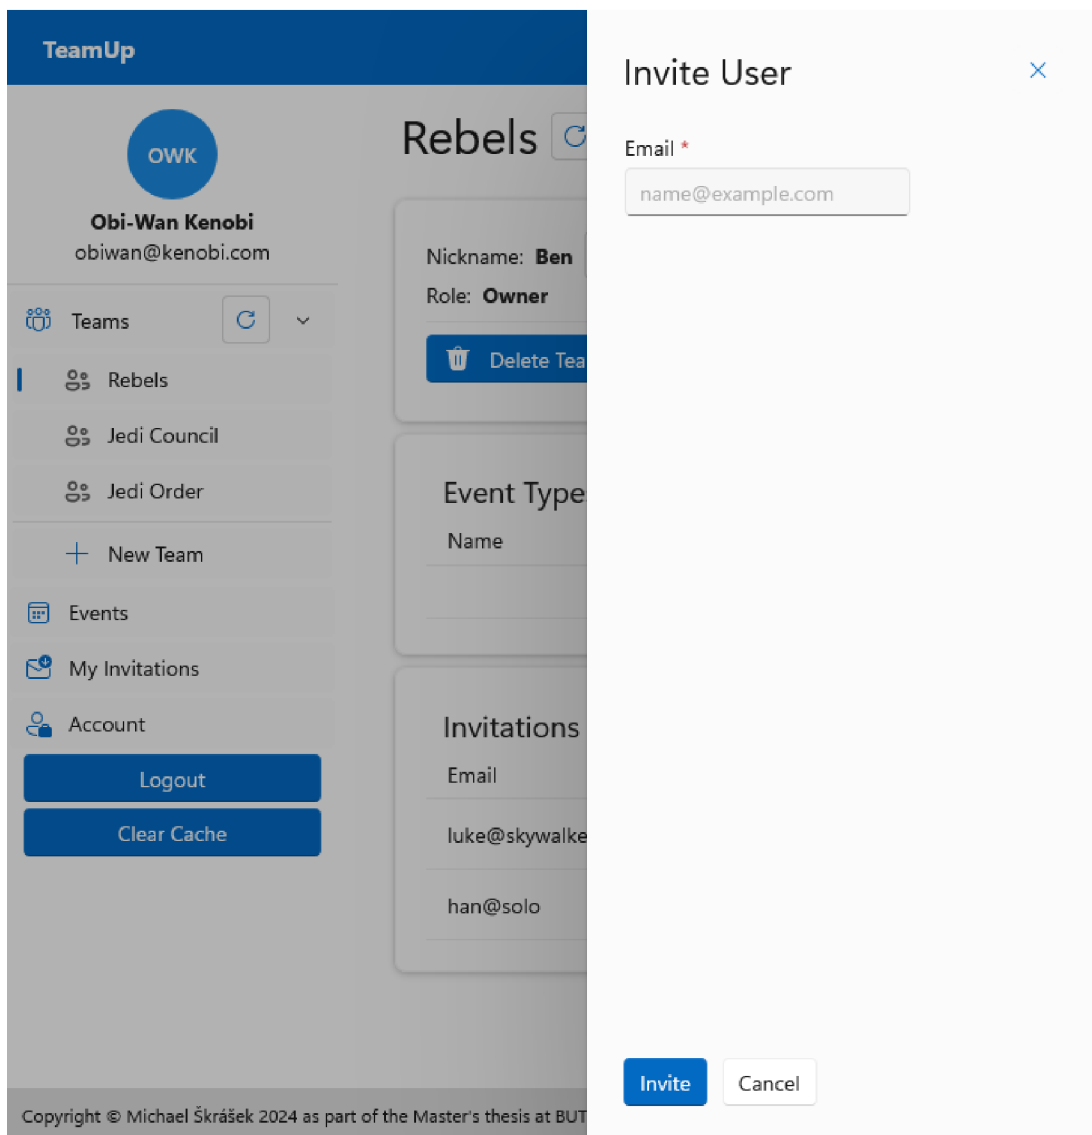 TeamUp
OWK
Obi-Wan Kenobi
obiwan@kenobi.com
Teams
Rebels
Jedi Council
Jedi Order
New Team
Events
My Invitations
Account
Logout
Clear Cache
Rebels
Nickname: Ben
Role: Owner
Delete Tea
Event Type
Name
Invitations
Email
luke@skywalke
han@solo
Copyright © Michael Škrášek 2024 as part of the Master's thesis at BUT
Invite User
Email *
name@example.com
Invite
Cancel